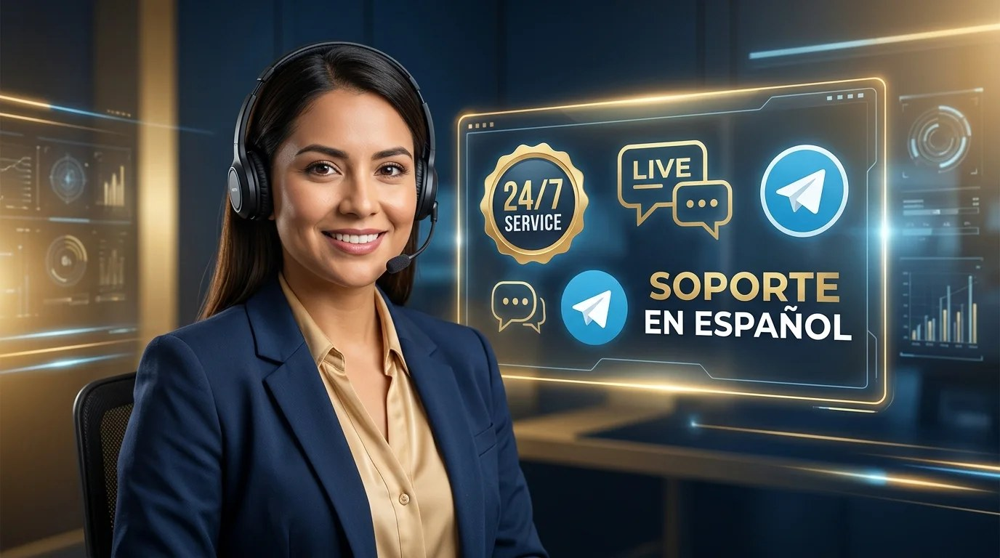 24/7
SERVICE
LIVE
SOPORTE
EN ESPAÑOL